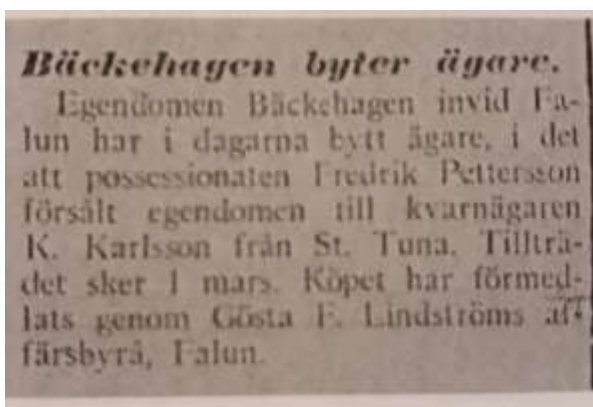 Bäckehagen byter ägare.
Egendomen Bäckehagen invid Fa-
lun har i dagarna bytt ägare, i det
att possessionaten Fredrik Pettersson
försålt egendomen till kvarnägaren
K. Karlsson från St. Tuna. Tillträ-
det sker 1 mars. Köpet har förmed-
lats genom Gösta F. Lindströms af-
färsbyrå, Falun.